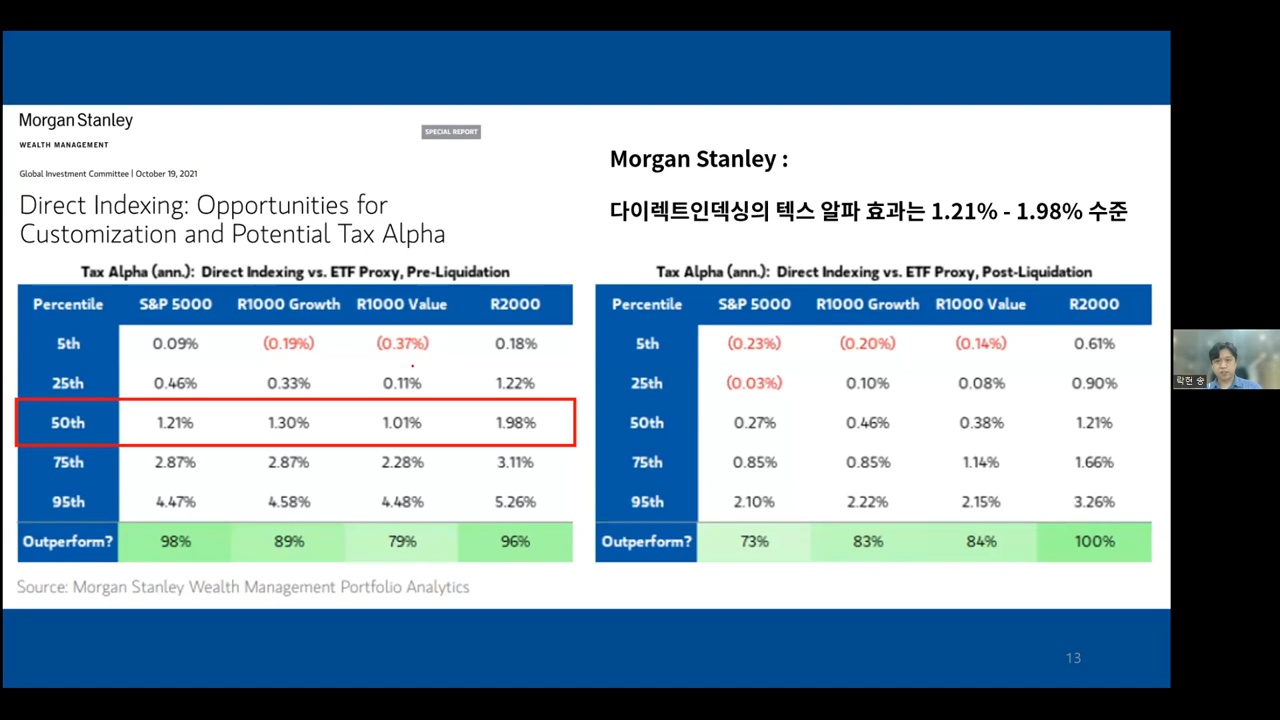 Morgan Stanley
WEALTH MANAGEMENT
SPECIAL REPORT
Global Investment Committee | October 19, 2021
Direct Indexing: Opportunities for
Customization and Potential Tax Alpha
Morgan Stanley :
다이렉트인덱싱의 텍스 알파 효과는 1.21% - 1.98% 수준
Tax Alpha (ann.): Direct Indexing vs. ETF Proxy, Pre-Liquidation
Percentile S&P 5000 R1000 Growth R1000 Value R2000
5th 0.09% (0.19%) (0.37%) 0.18%
25th 0.46% 0.33% 0.11% 1.22%
50th 1.21% 1.30% 1.01% 1.98%
75th 2.87% 2.87% 2.28% 3.11%
95th 4.47% 4.58% 4.48% 5.26%
Outperform? 98% 89% 79% 96%
Tax Alpha (ann.): Direct Indexing vs. ETF Proxy, Post-Liquidation
Percentile S&P 5000 R1000 Growth R1000 Value R2000
5th (0.23%) (0.20%) (0.14%) 0.61%
25th (0.03%) 0.10% 0.08% 0.90%
50th 0.27% 0.46% 0.38% 1.21%
75th 0.85% 0.85% 1.14% 1.66%
95th 2.10% 2.22% 2.15% 3.26%
Outperform? 73% 83% 84% 100%
Source: Morgan Stanley Wealth Management Portfolio Analytics
13
락현 송